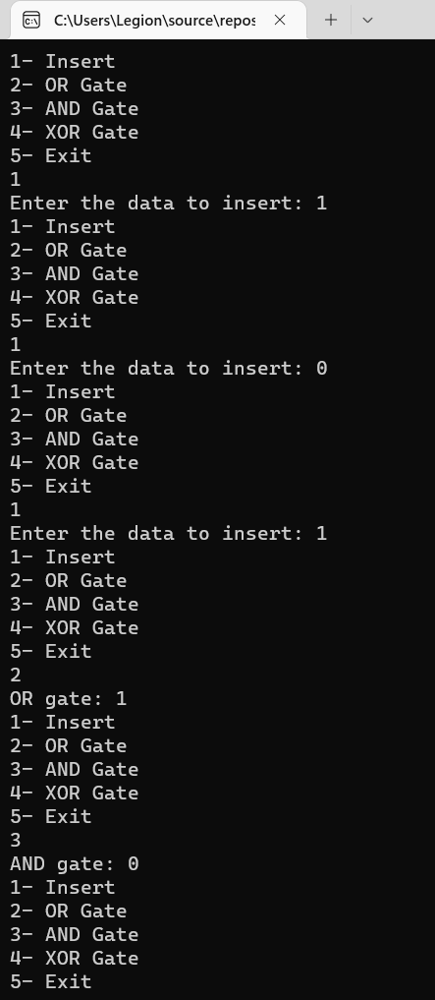 C:\Users\Legion\source\repos
1- Insert
2- OR Gate
3- AND Gate
4- XOR Gate
5- Exit
1
Enter the data to insert: 1
1- Insert
2- OR Gate
3- AND Gate
4- XOR Gate
5- Exit
1
Enter the data to insert: 0
1- Insert
2- OR Gate
3- AND Gate
4- XOR Gate
5- Exit
1
Enter the data to insert: 1
1- Insert
2- OR Gate
3- AND Gate
4- XOR Gate
5- Exit
2
OR gate: 1
1- Insert
2- OR Gate
3- AND Gate
4- XOR Gate
5- Exit
3
AND gate: 0
1- Insert
2- OR Gate
3- AND Gate
4- XOR Gate
5- Exit